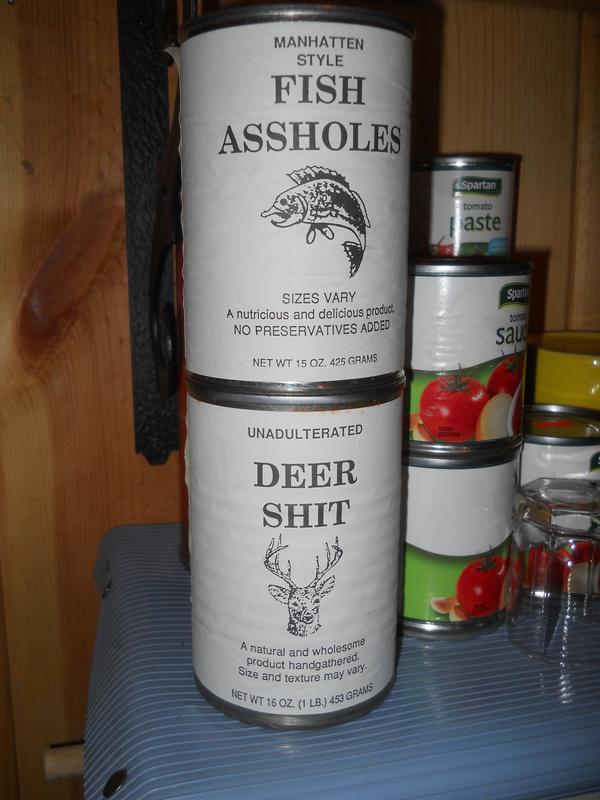 MANHATTEN
STYLE
FISH
ASSHOLES
SIZES VARY
A nutricious and delicious product.
NO PRESERVATIVES ADDED
NET WT 15 OZ. 425 GRAMS
UNADULTERATED
DEER
SHIT
A natural and wholesome
product handgathered.
Size and texture may vary.
NET WT 16 OZ. (1 LB.) 453 GRAMS
Spartan
tomato
paste
Spartan